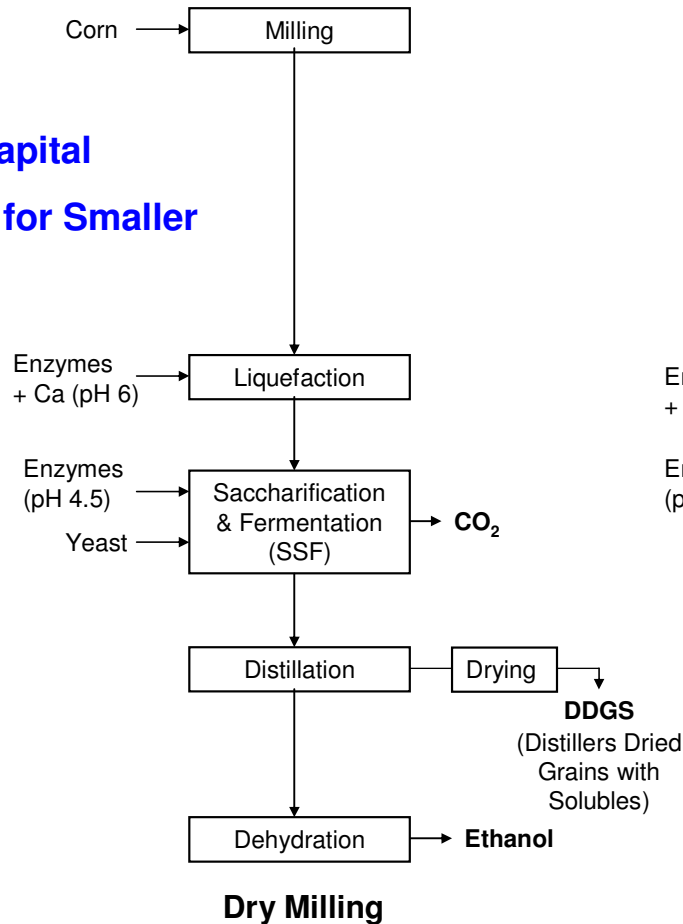 Corn
Milling
apital
for Smaller
Enzymes
+ Ca (pH 6)
Liquefaction
Enzymes
(pH 4.5)
Yeast
Saccharification
& Fermentation
(SSF)
CO₂
Distillation
Drying
DDGS
(Distillers Dried
Grains with
Solubles)
Dehydration
Ethanol
Dry Milling